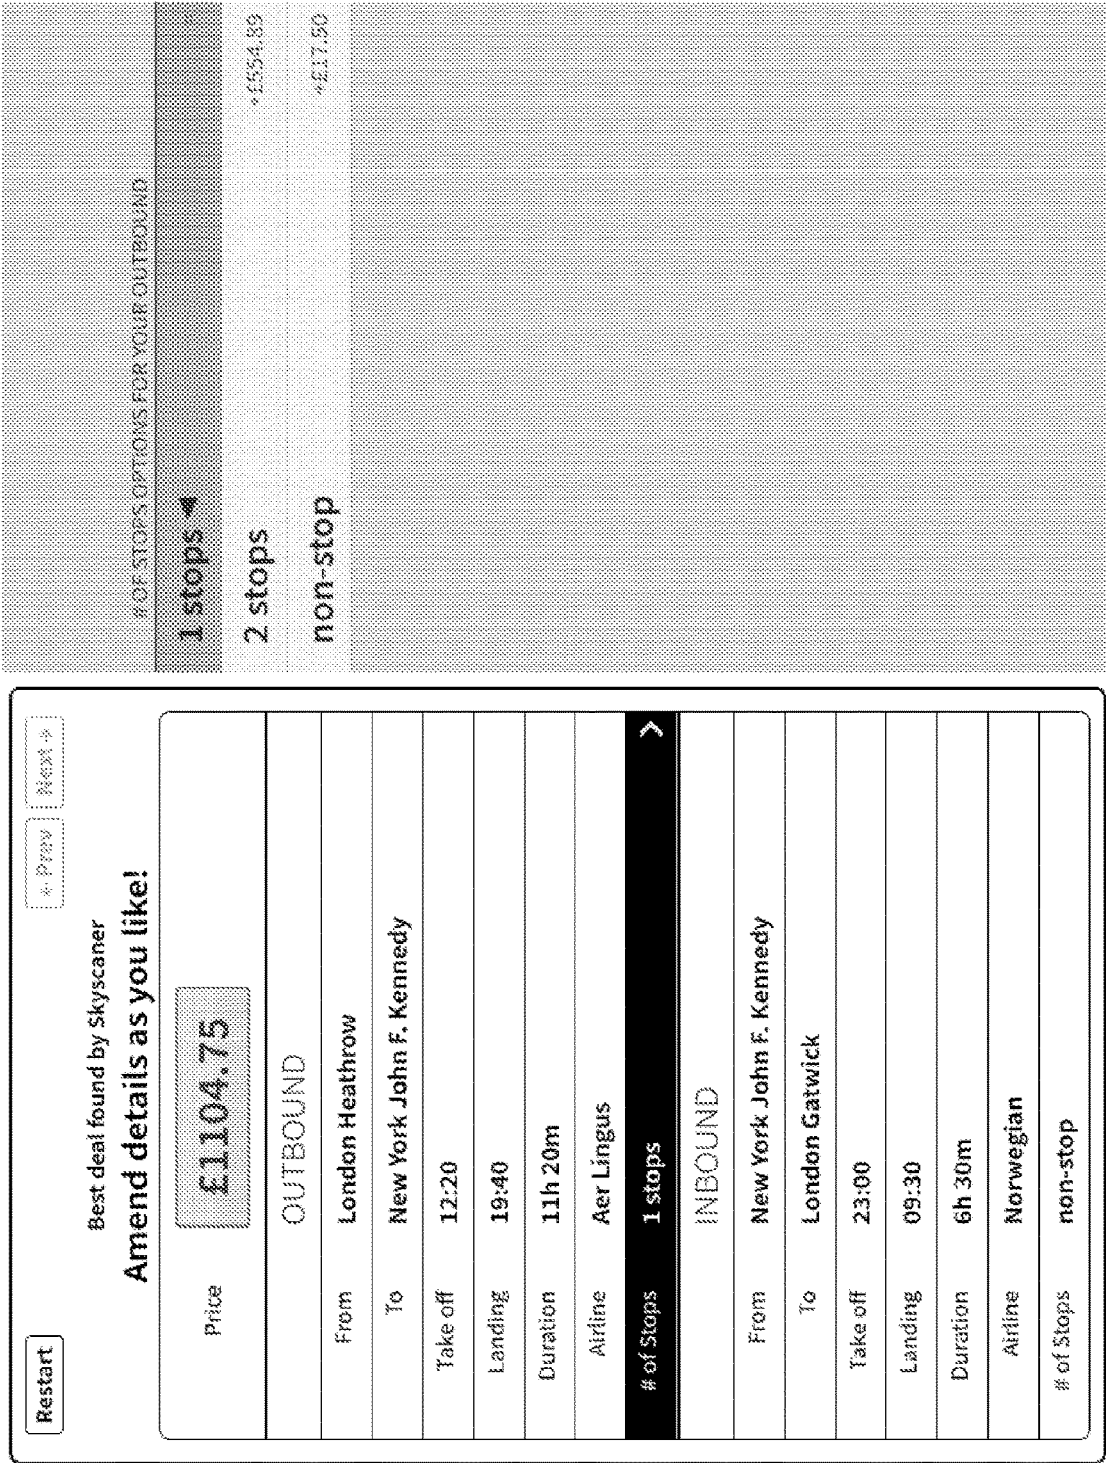 Restart
← Prev
Next →
Best deal found by Skyscaner
Amend details as you like!
Price £1104.75
OUTBOUND
From London Heathrow
To New York John F. Kennedy
Take off 12:20
Landing 19:40
Duration 11h 20m
Airline Aer Lingus
# of Stops 1 stops >
INBOUND
From New York John F. Kennedy
To London Gatwick
Take off 23:00
Landing 09:30
Duration 6h 30m
Airline Norwegian
# of Stops non-stop
# OF STOPS OPTIONS FOR YOUR OUTBOUND
1 stops ◀
2 stops +£554.89
non-stop +£17.50